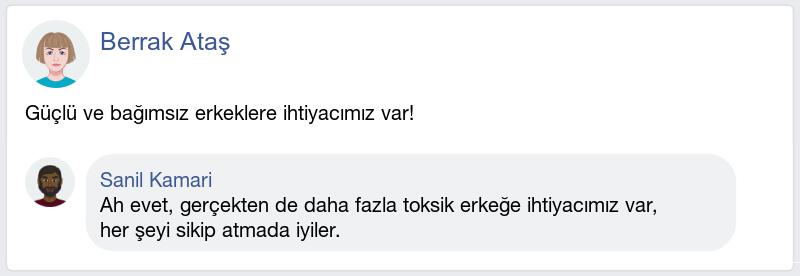 Berrak Ataş
Güçlü ve bağımsız erkeklere ihtiyacımız var!
Sanil Kamari
Ah evet, gerçekten de daha fazla toksik erkeğe ihtiyacımız var,
her şeyi sikip atmada iyiler.